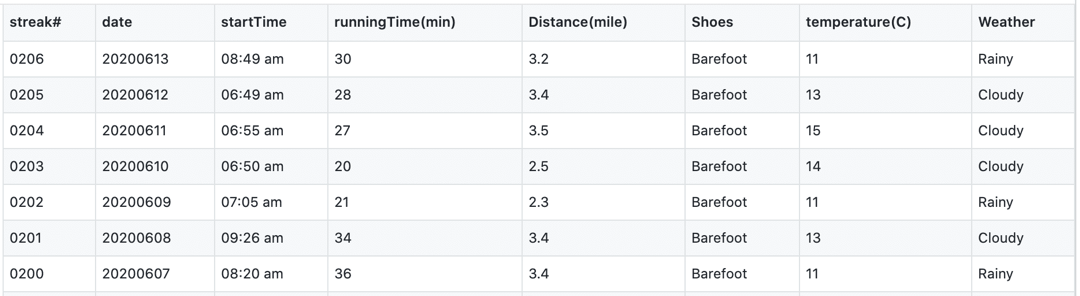 streak# date startTime runningTime(min) Distance(mile) Shoes temperature(C) Weather
0206 20200613 08:49 am 30 3.2 Barefoot 11 Rainy
0205 20200612 06:49 am 28 3.4 Barefoot 13 Cloudy
0204 20200611 06:55 am 27 3.5 Barefoot 15 Cloudy
0203 20200610 06:50 am 20 2.5 Barefoot 14 Cloudy
0202 20200609 07:05 am 21 2.3 Barefoot 11 Rainy
0201 20200608 09:26 am 34 3.4 Barefoot 13 Cloudy
0200 20200607 08:20 am 36 3.4 Barefoot 11 Rainy